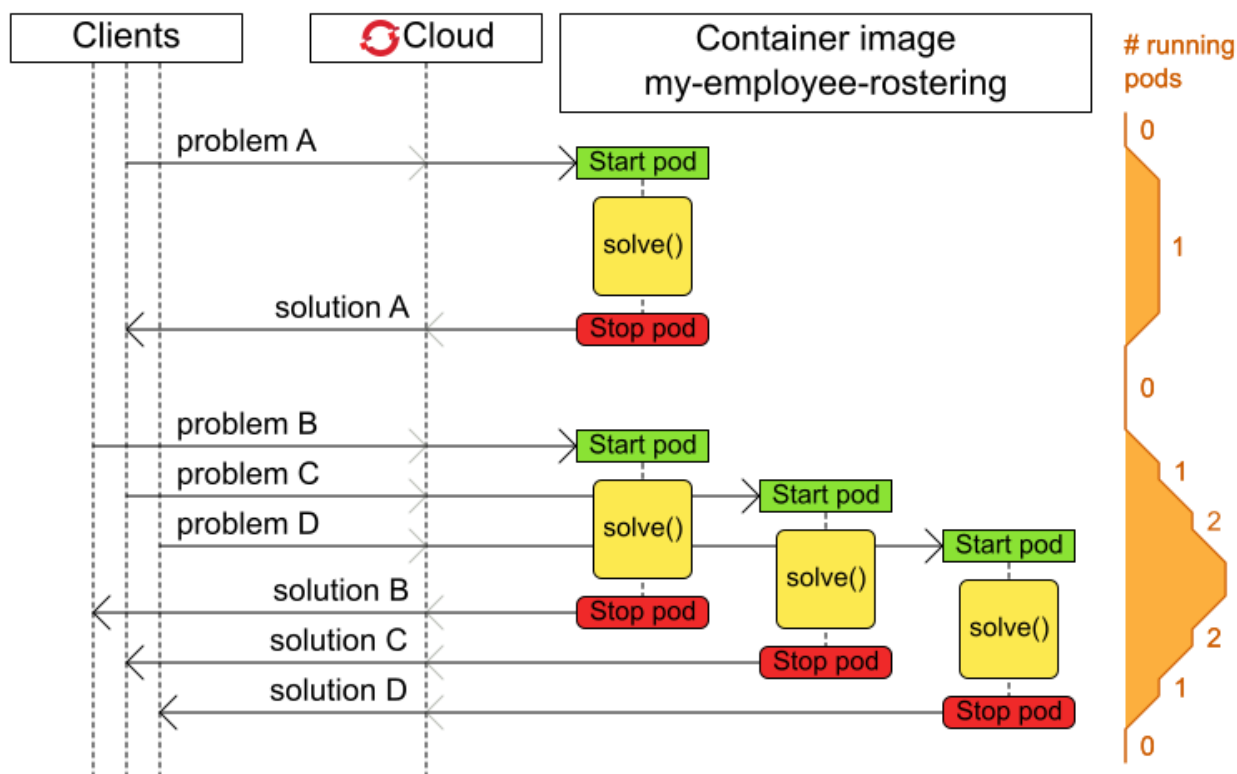 Clients
Cloud
Container image
my-employee-rostering
# running
pods
0
problem A
Start pod
solve()
1
solution A
Stop pod
0
problem B
Start pod
problem C
1
Start pod
problem D
2
solve()
Start pod
solve()
solution B
Stop pod
solve()
solution C
2
Stop pod
solution D
1
Stop pod
0